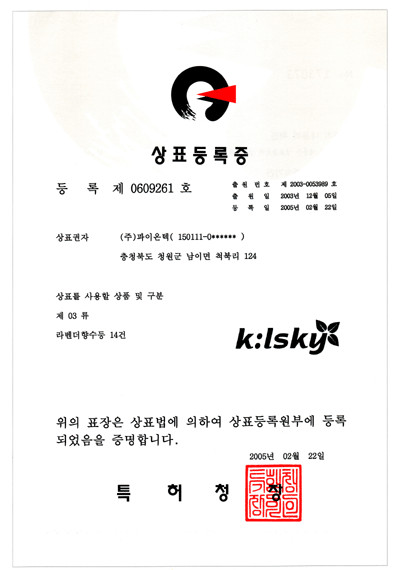 상표등록증
등 록 제 0609261 호
출 원 번 호 제 2003-0053989 호
출 원 일 2003년 12월 05일
등 록 일 2005년 02월 22일
상표권자 (주)파이온텍( 150111-0****** )
충청북도 청원군 남이면 척북리 124
상표를 사용할 상품 및 구분
제 03 류
라벤더향수등 14건
k:lsky
위의 표장은 상표법에 의하여 상표등록원부에 등록
되었음을 증명합니다.
2005년 02월 22일
특 허 청 장